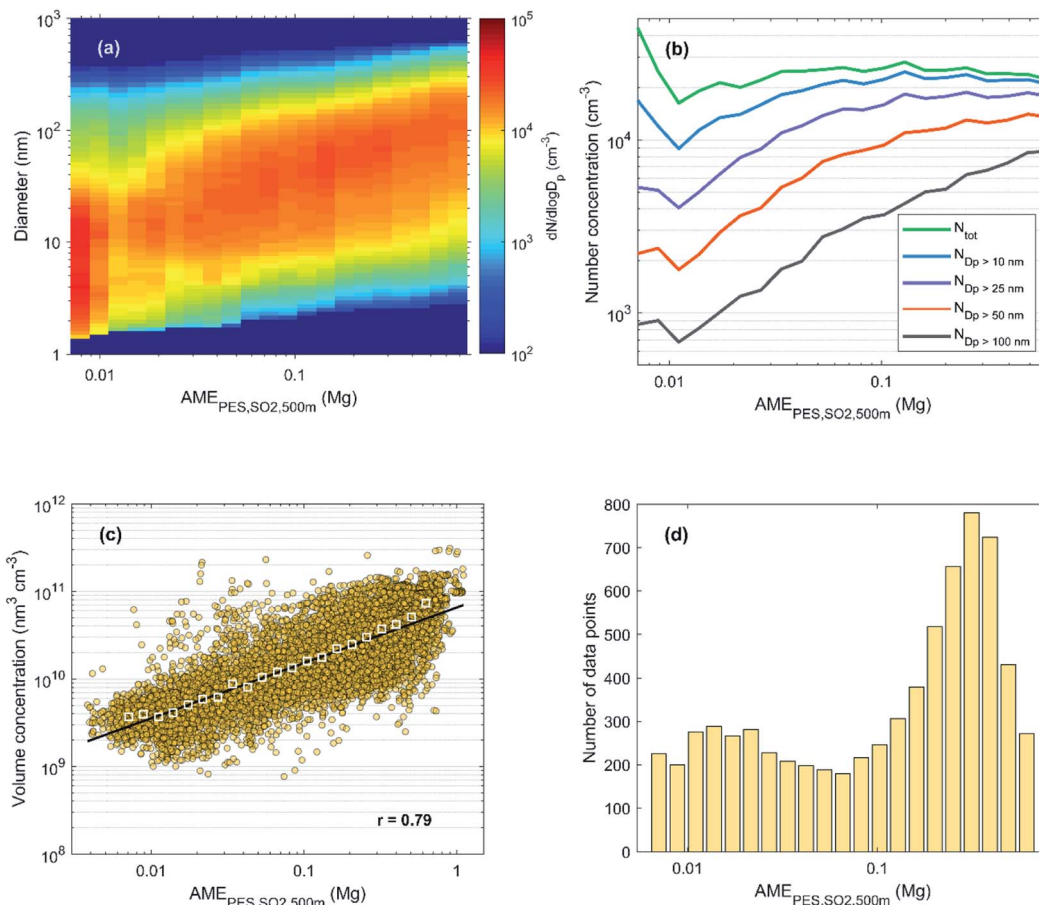 (a)
10³
10²
10
1
Diameter (nm)
0.01
0.1
AME_PES,SO2,500m (Mg)
10⁵
10⁴
10³
10²
dN/dlogD_p (cm⁻³)
(b)
10⁴
10³
Number concentration (cm⁻³)
N_tot
N_Dp > 10 nm
N_Dp > 25 nm
N_Dp > 50 nm
N_Dp > 100 nm
0.01
0.1
AME_PES,SO2,500m (Mg)
(c)
10¹²
10¹¹
10¹⁰
10⁹
10⁸
Volume concentration (nm³ cm⁻³)
r = 0.79
0.01
0.1
1
AME_PES,SO2,500m (Mg)
(d)
800
700
600
500
400
300
200
100
0
Number of data points
0.01
0.1
AME_PES,SO2,500m (Mg)